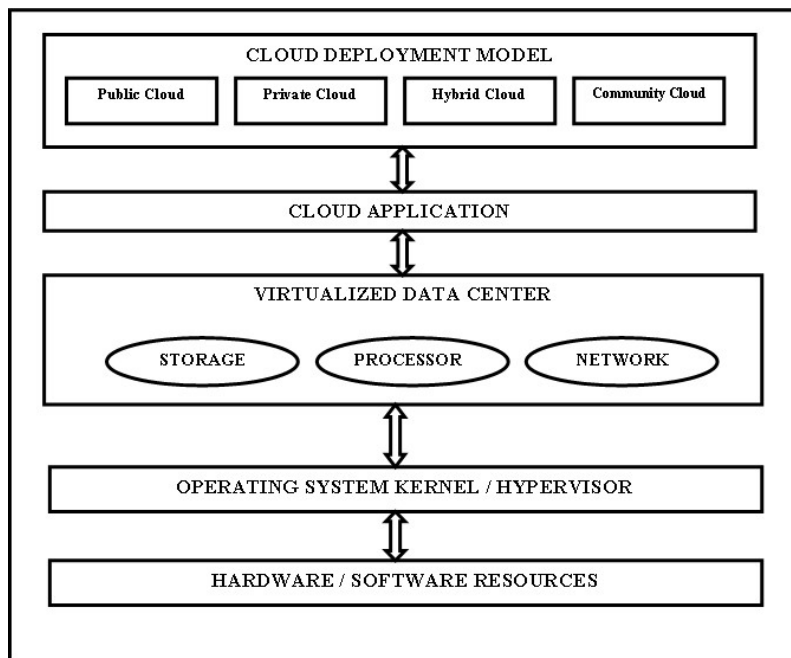 CLOUD DEPLOYMENT MODEL
Public Cloud Private Cloud Hybrid Cloud Community Cloud
CLOUD APPLICATION
VIRTUALIZED DATA CENTER
STORAGE PROCESSOR NETWORK
OPERATING SYSTEM KERNEL / HYPERVISOR
HARDWARE / SOFTWARE RESOURCES